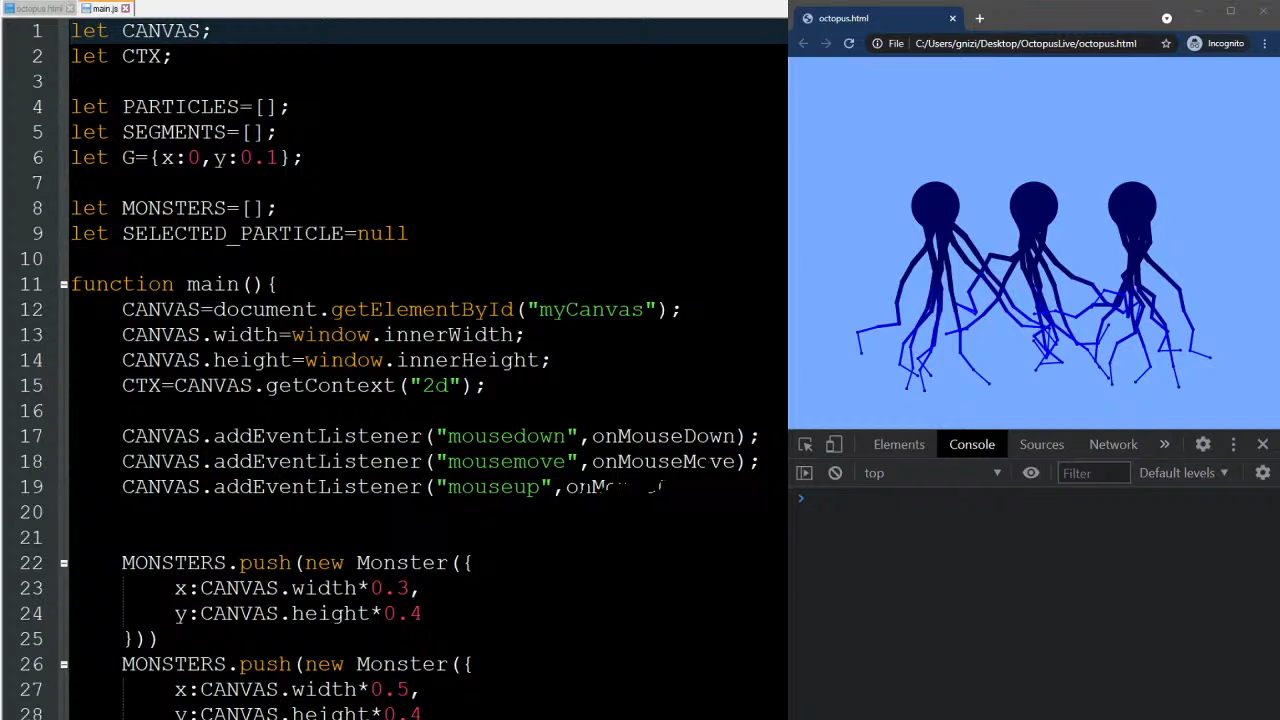 octopus.html
main.js
1 let CANVAS;
2 let CTX;
3
4 let PARTICLES=[];
5 let SEGMENTS=[];
6 let G={x:0,y:0.1};
7
8 let MONSTERS=[];
9 let SELECTED_PARTICLE=null
10
11 function main(){
12 CANVAS=document.getElementById("myCanvas");
13 CANVAS.width=window.innerWidth;
14 CANVAS.height=window.innerHeight;
15 CTX=CANVAS.getContext("2d");
16
17 CANVAS.addEventListener("mousedown",onMouseDown);
18 CANVAS.addEventListener("mousemove",onMouseMove);
19 CANVAS.addEventListener("mouseup",
20
21
22 MONSTERS.push(new Monster({
23 x:CANVAS.width*0.3,
24 y:CANVAS.height*0.4
25 }))
26 MONSTERS.push(new Monster({
27 x:CANVAS.width*0.5,
28 y:CANVAS.height*0.4
octopus.html
File C:/Users/gnizi/Desktop/OctopusLive/octopus.html Incognito
Elements Console Sources Network »
top Filter Default levels